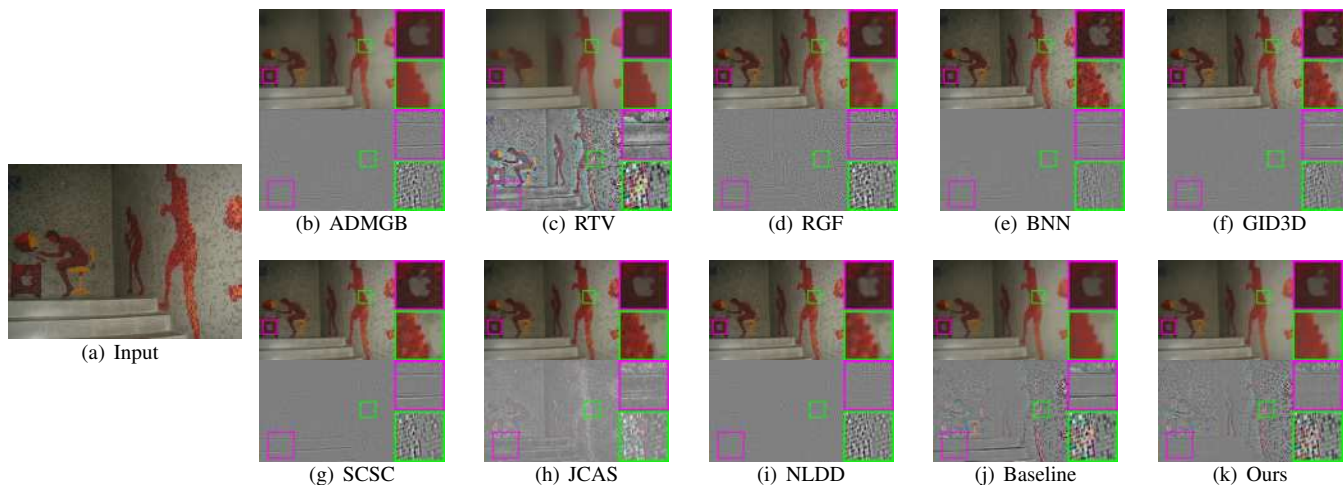 (b) ADMGB
(c) RTV
(d) RGF
(e) BNN
(f) GID3D
(a) Input
(g) SCSC
(h) JCAS
(i) NLDD
(j) Baseline
(k) Ours